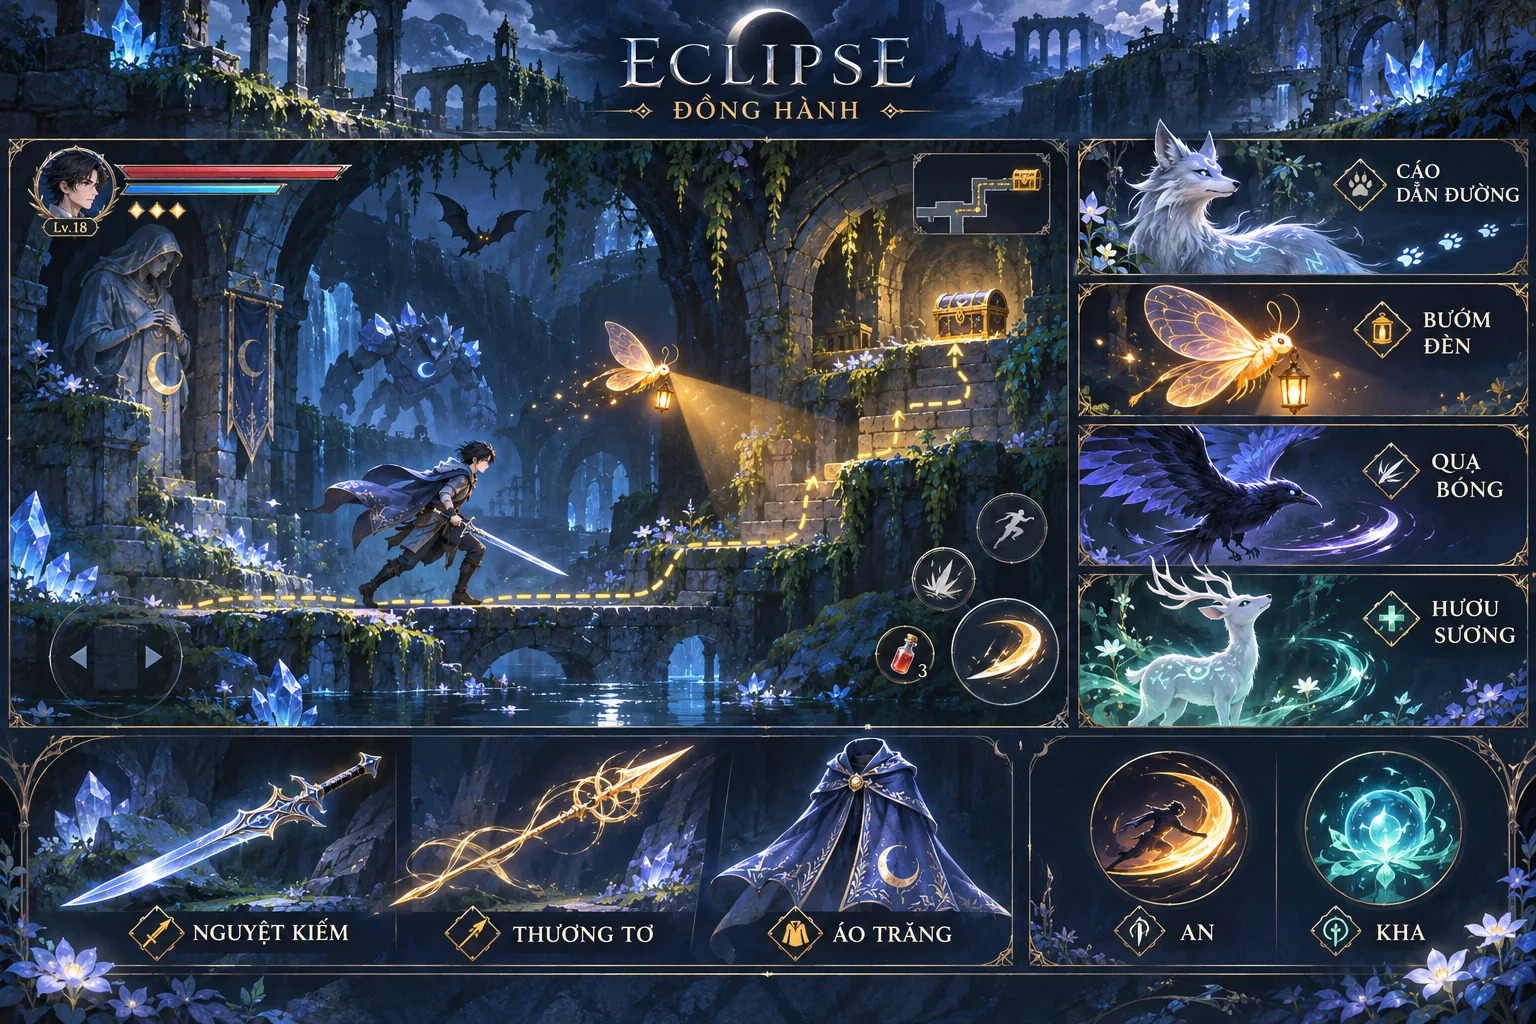 ECLIPSE
ĐỒNG HÀNH
Lv.18
3
CÁO
DẪN ĐƯỜNG
BƯỚM
ĐÈN
QUẠ
BÓNG
HƯƠU
SƯƠNG
NGUYỆT KIẾM
THƯƠNG TƠ
ÁO TRĂNG
AN
KHA